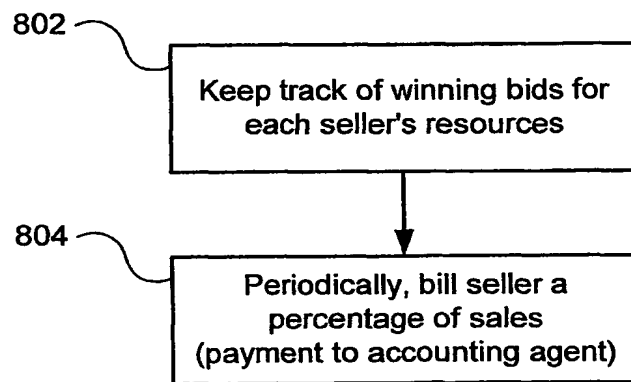 802
Keep track of winning bids for
each seller's resources
804
Periodically, bill seller a
percentage of sales
(payment to accounting agent)